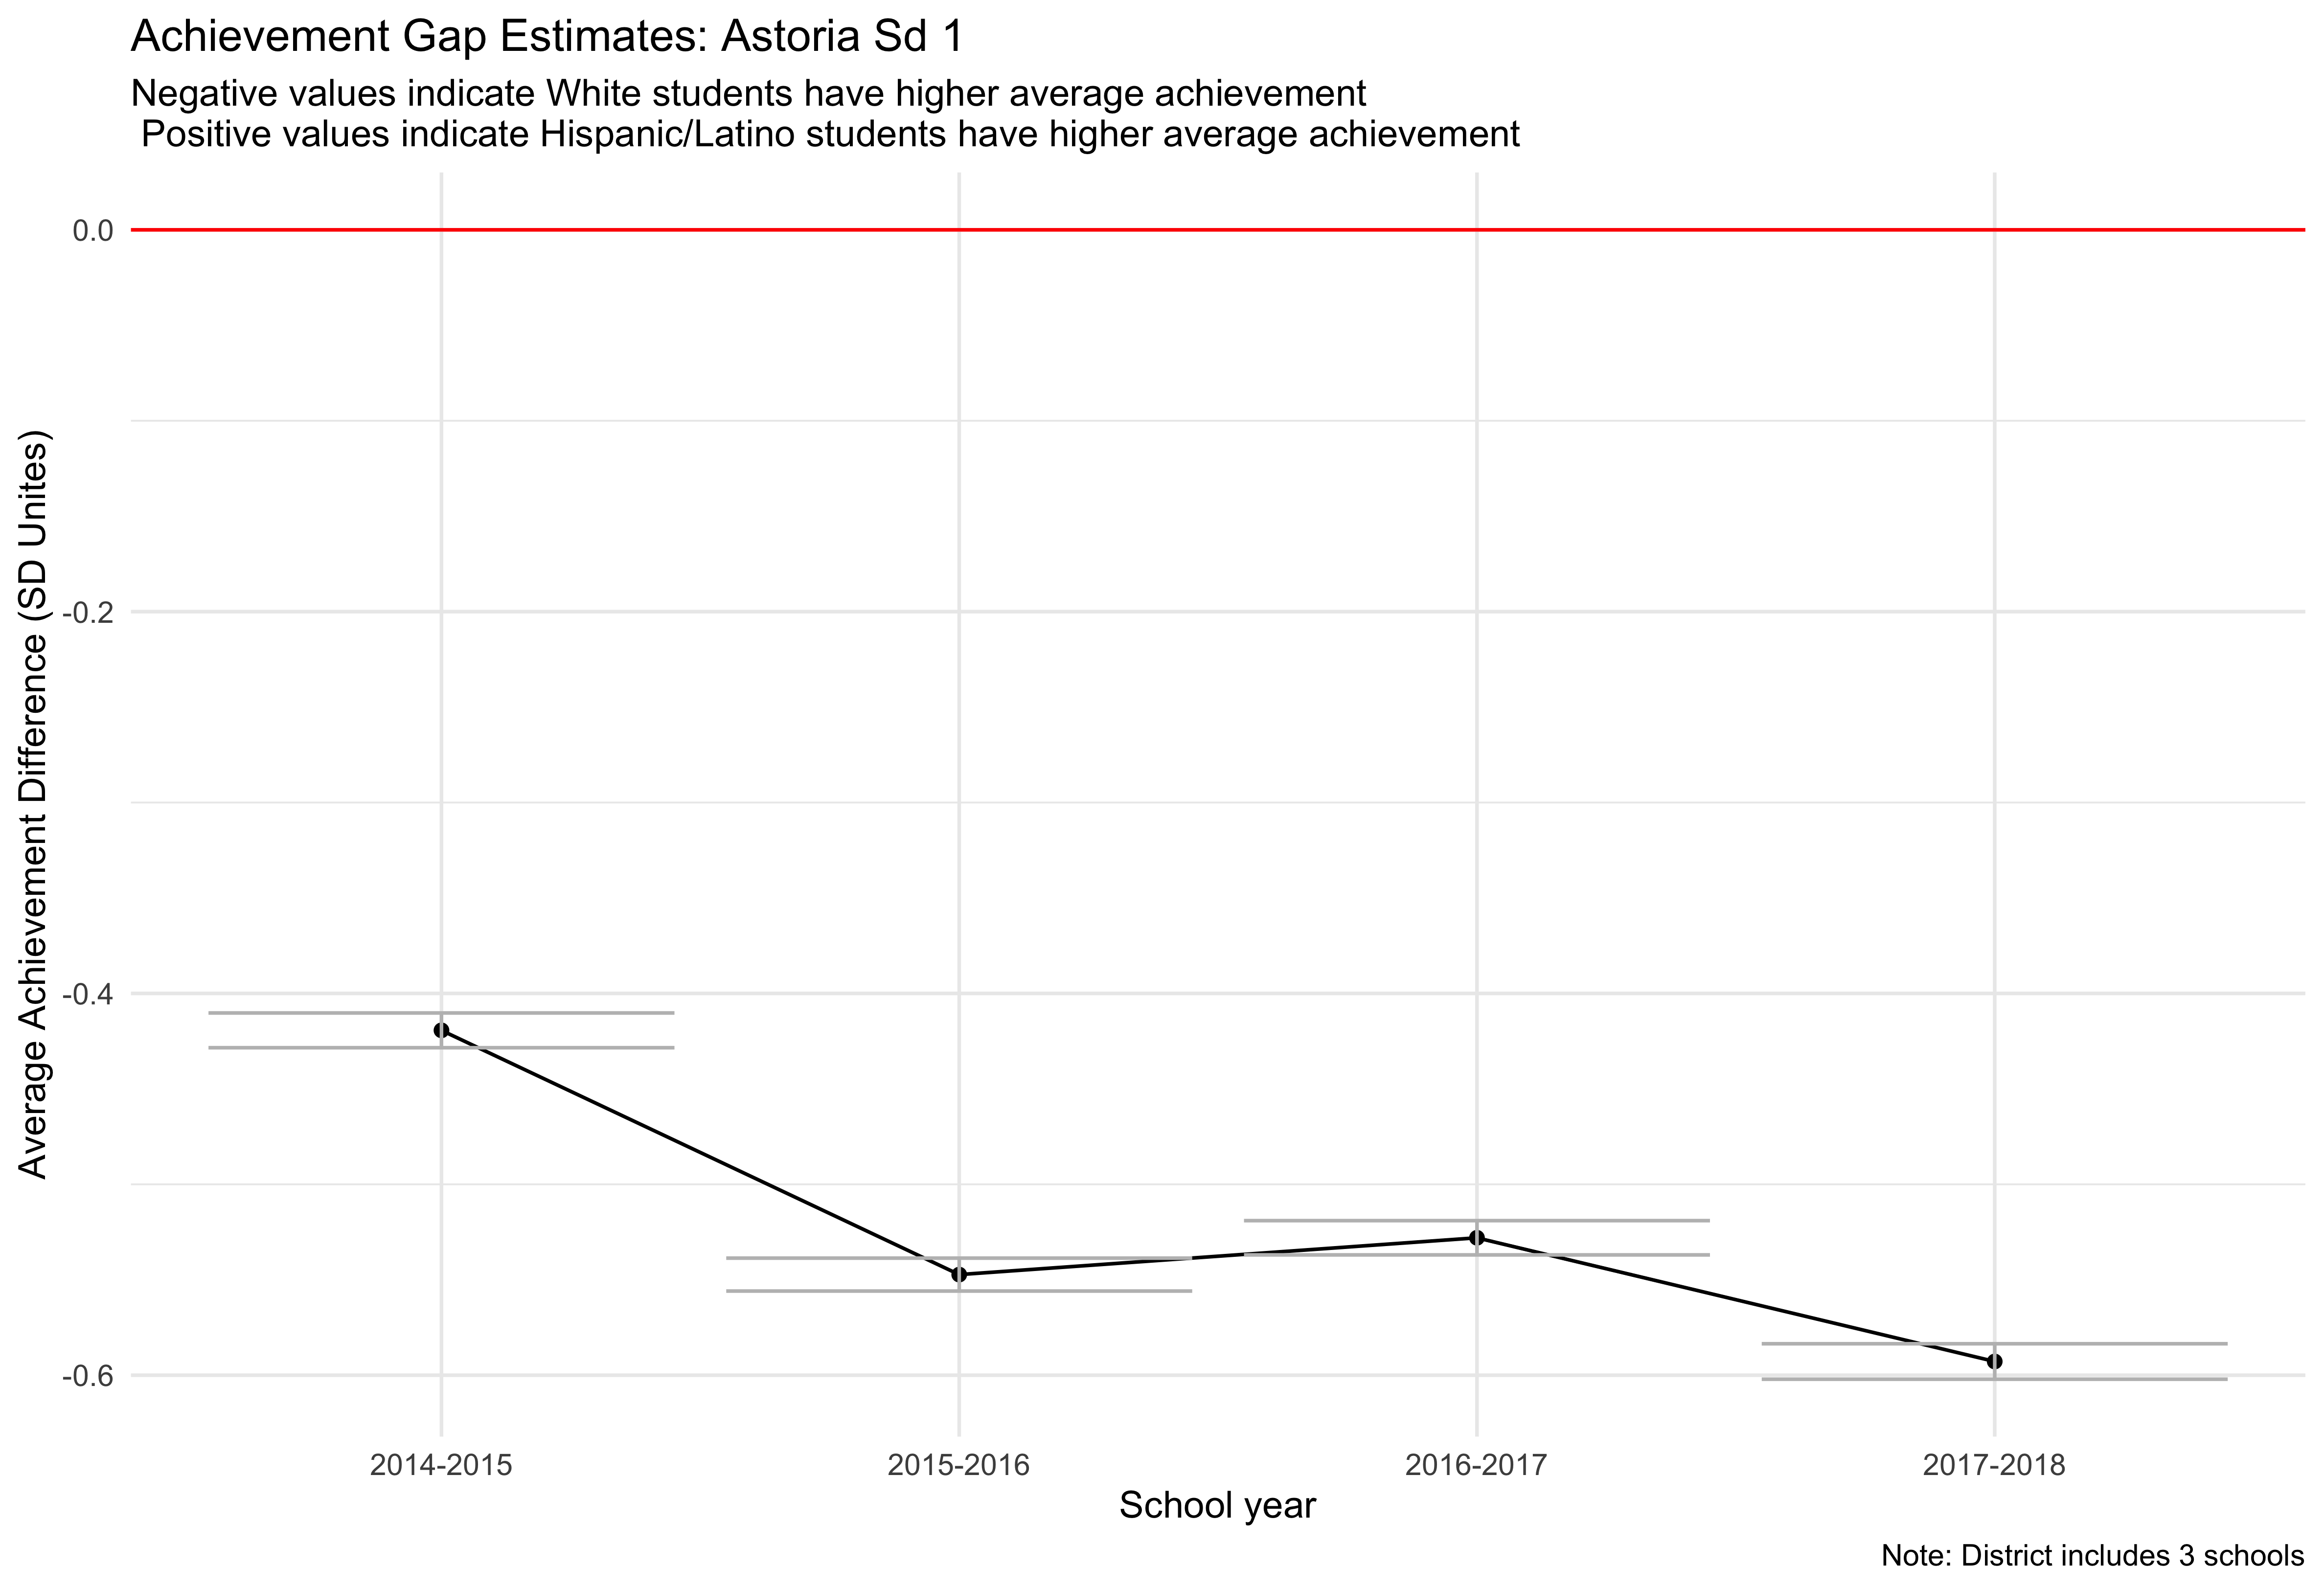 Achievement Gap Estimates: Astoria Sd 1
Negative values indicate White students have higher average achievement
Positive values indicate Hispanic/Latino students have higher average achievement
Average Achievement Difference (SD Unites)
0.0
-0.2
-0.4
-0.6
2014-2015
2015-2016
2016-2017
2017-2018
School year
Note: District includes 3 schools